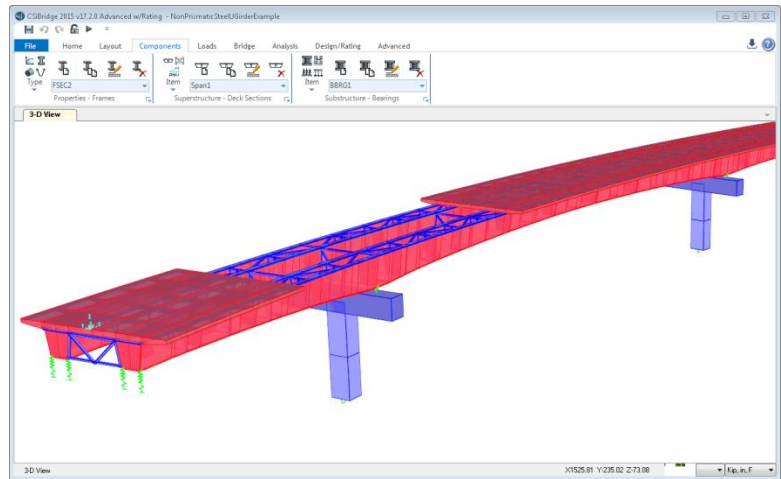 CSiBridge 2015 v17.2.0 Advanced w/Rating - NonPrismaticSteelUGirderExample
File Home Layout Components Loads Bridge Analysis Design/Rating Advanced
Type Item Item
FSEC2 Span1 BBRG1
Properties - Frames Superstructure - Deck Sections Substructure - Bearings
3-D View
3-D View X1525.81 Y-235.02 Z-73.08 Kip, in, F